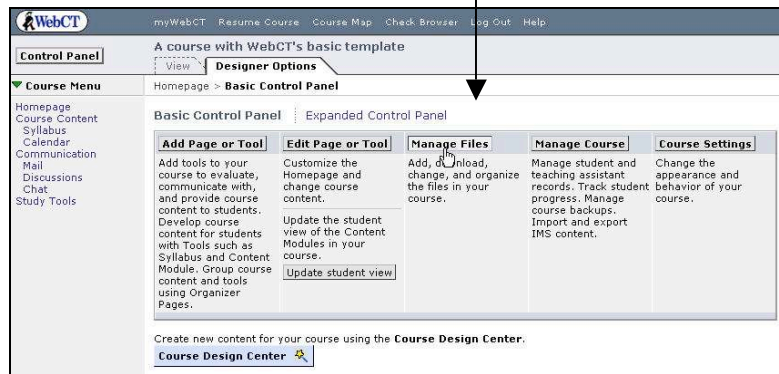 WebCT
myWebCT Resume Course Course Map Check Browser Log Out Help
Control Panel
A course with WebCT's basic template
View Designer Options
Course Menu
Homepage > Basic Control Panel
Homepage
Course Content
Syllabus
Calendar
Communication
Mail
Discussions
Chat
Study Tools
Basic Control Panel Expanded Control Panel
Add Page or Tool
Add tools to your
course to evaluate,
communicate with,
and provide course
content to students.
Develop course
content for students
with Tools such as
Syllabus and Content
Module. Group course
content and tools
using Organizer
Pages.
Edit Page or Tool
Customize the
Homepage and
change course
content.
Update the student
view of the Content
Modules in your
course.
Update student view
Manage Files
Add, download,
change, and organize
the files in your
course.
Manage Course
Manage student and
teaching assistant
records. Track student
progress. Manage
course backups.
Import and export
IMS content.
Course Settings
Change the
appearance and
behavior of your
course.
Create new content for your course using the Course Design Center.
Course Design Center